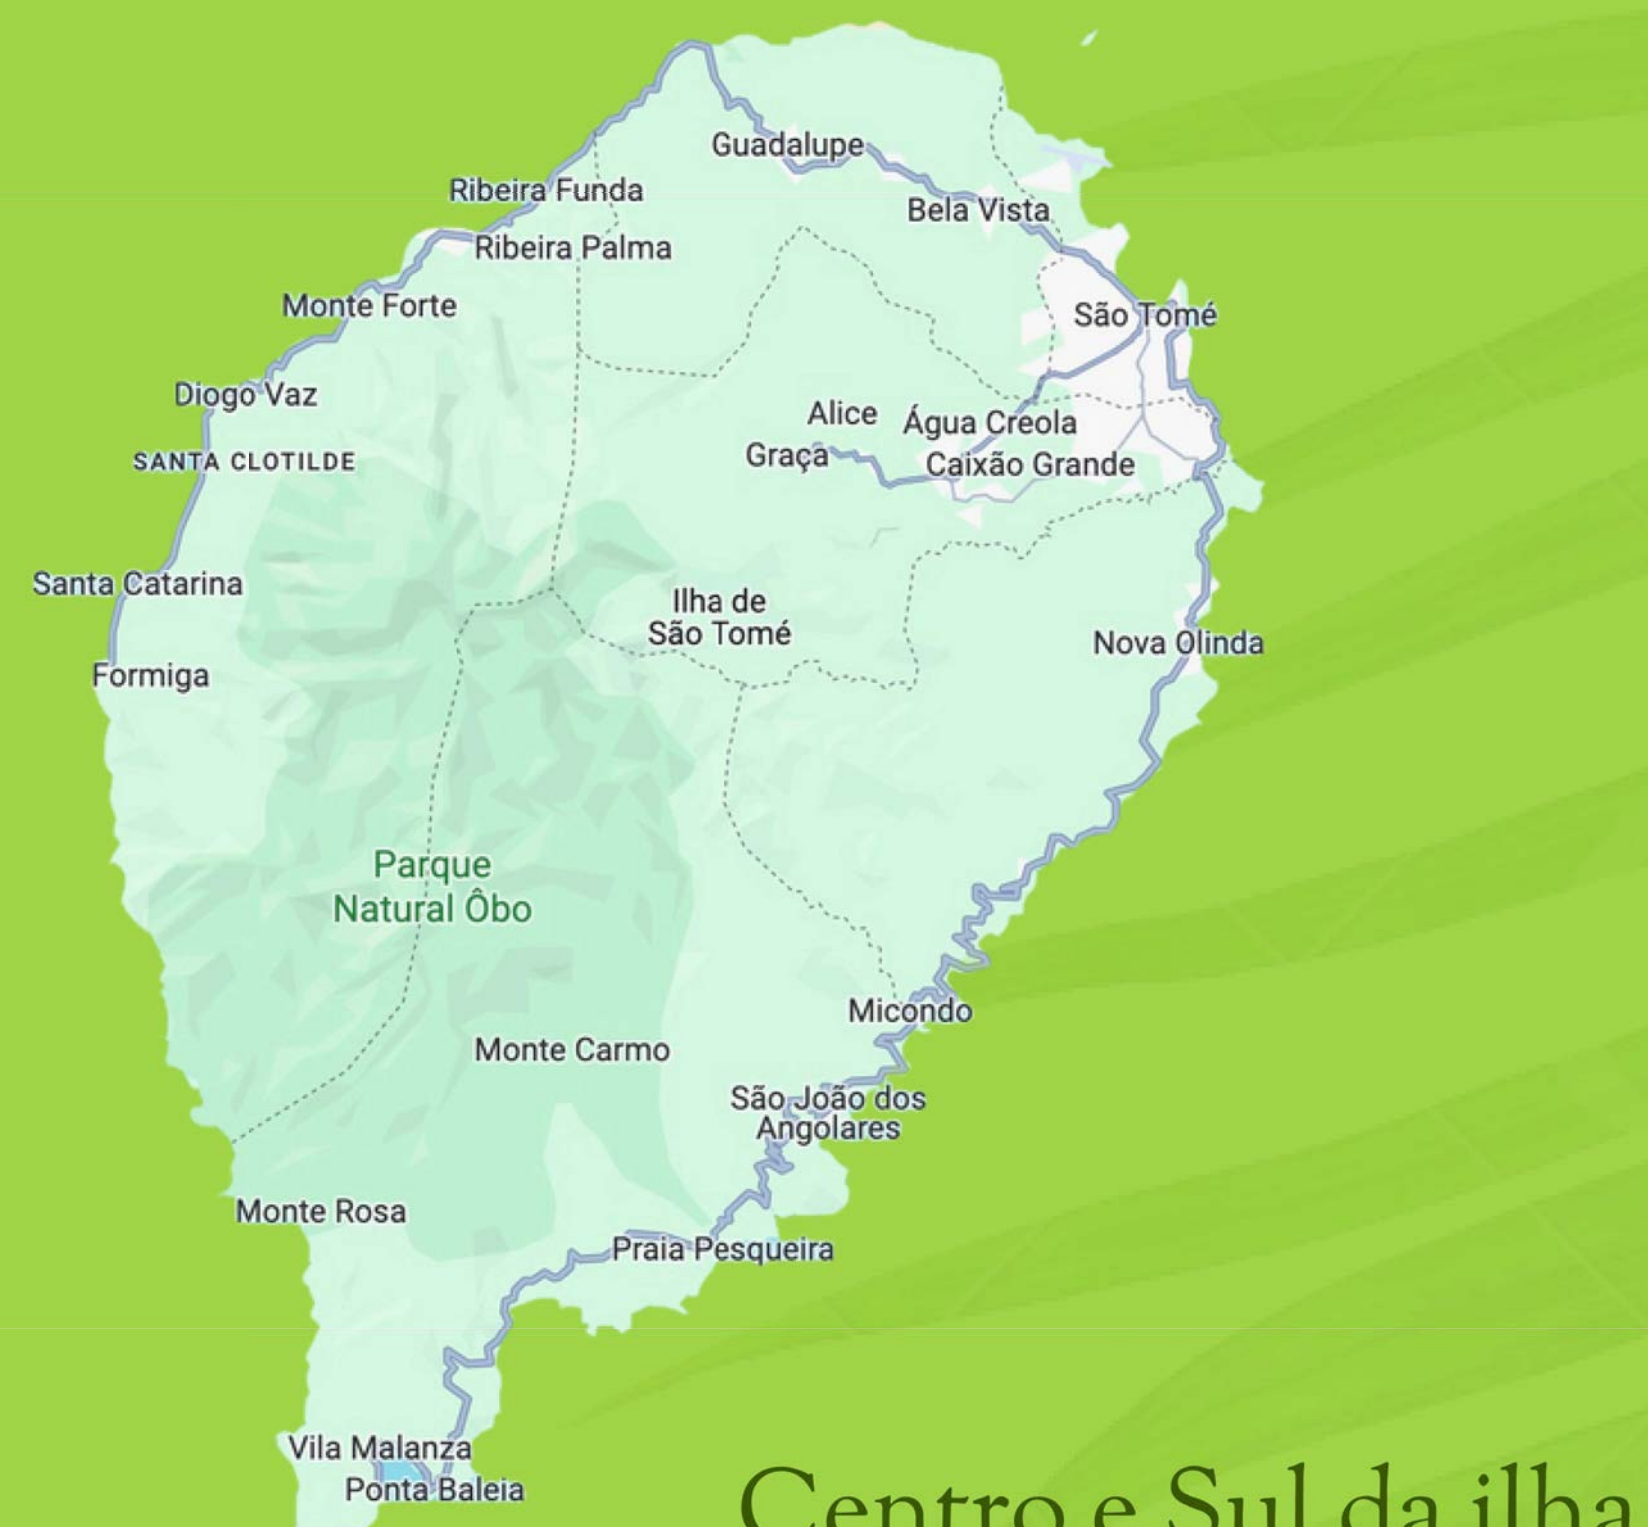 Guadalupe
Ribeira Funda
Bela Vista
Ribeira Palma
Monte Forte
São Tomé
Diogo Vaz
Alice
Água Creola
Graça
Caixão Grande
SANTA CLOTILDE
Santa Catarina
Ilha de
São Tomé
Nova Olinda
Formiga
Parque
Natural Ôbo
Micondo
Monte Carmo
São João dos
Angolares
Monte Rosa
Praia Pesqueira
Vila Malanza
Ponta Baleia
Centro e Sul da ilha